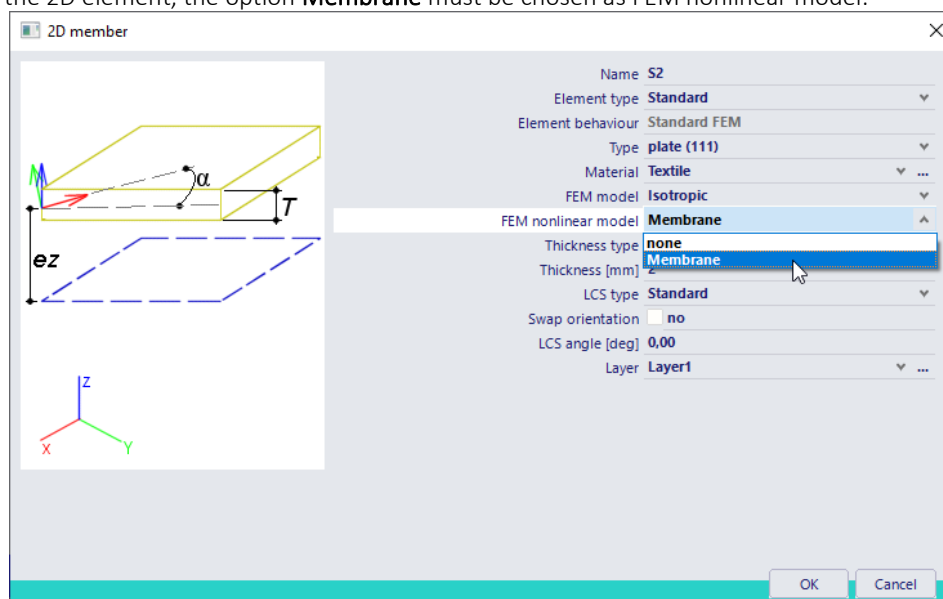 the 2D element, the option Membrane must be chosen as FEM nonlinear model.
2D member
Name S2
Element type Standard
Element behaviour Standard FEM
Type plate (111)
Material Textile ...
FEM model Isotropic
FEM nonlinear model Membrane
Thickness type none
Membrane
Thickness [mm] 2
LCS type Standard
Swap orientation no
LCS angle [deg] 0,00
Layer Layer1 ...
α
T
ez
Z
X
Y
OK Cancel